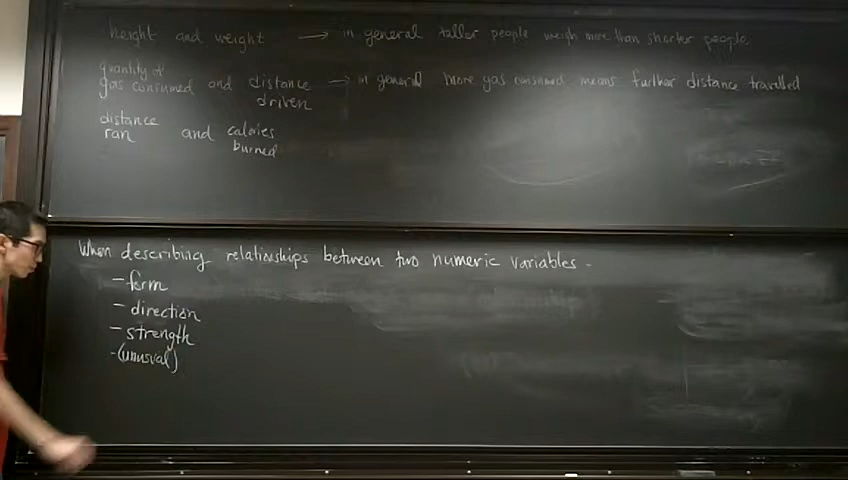 height and weight → in general taller people weigh more than shorter people
quantity of
gas consumed and distance driven → in general more gas consumed means further distance travelled
distance ran and calories burned
When describing relationships between two numeric variables -
- form
- direction
- strength
- (unusual)